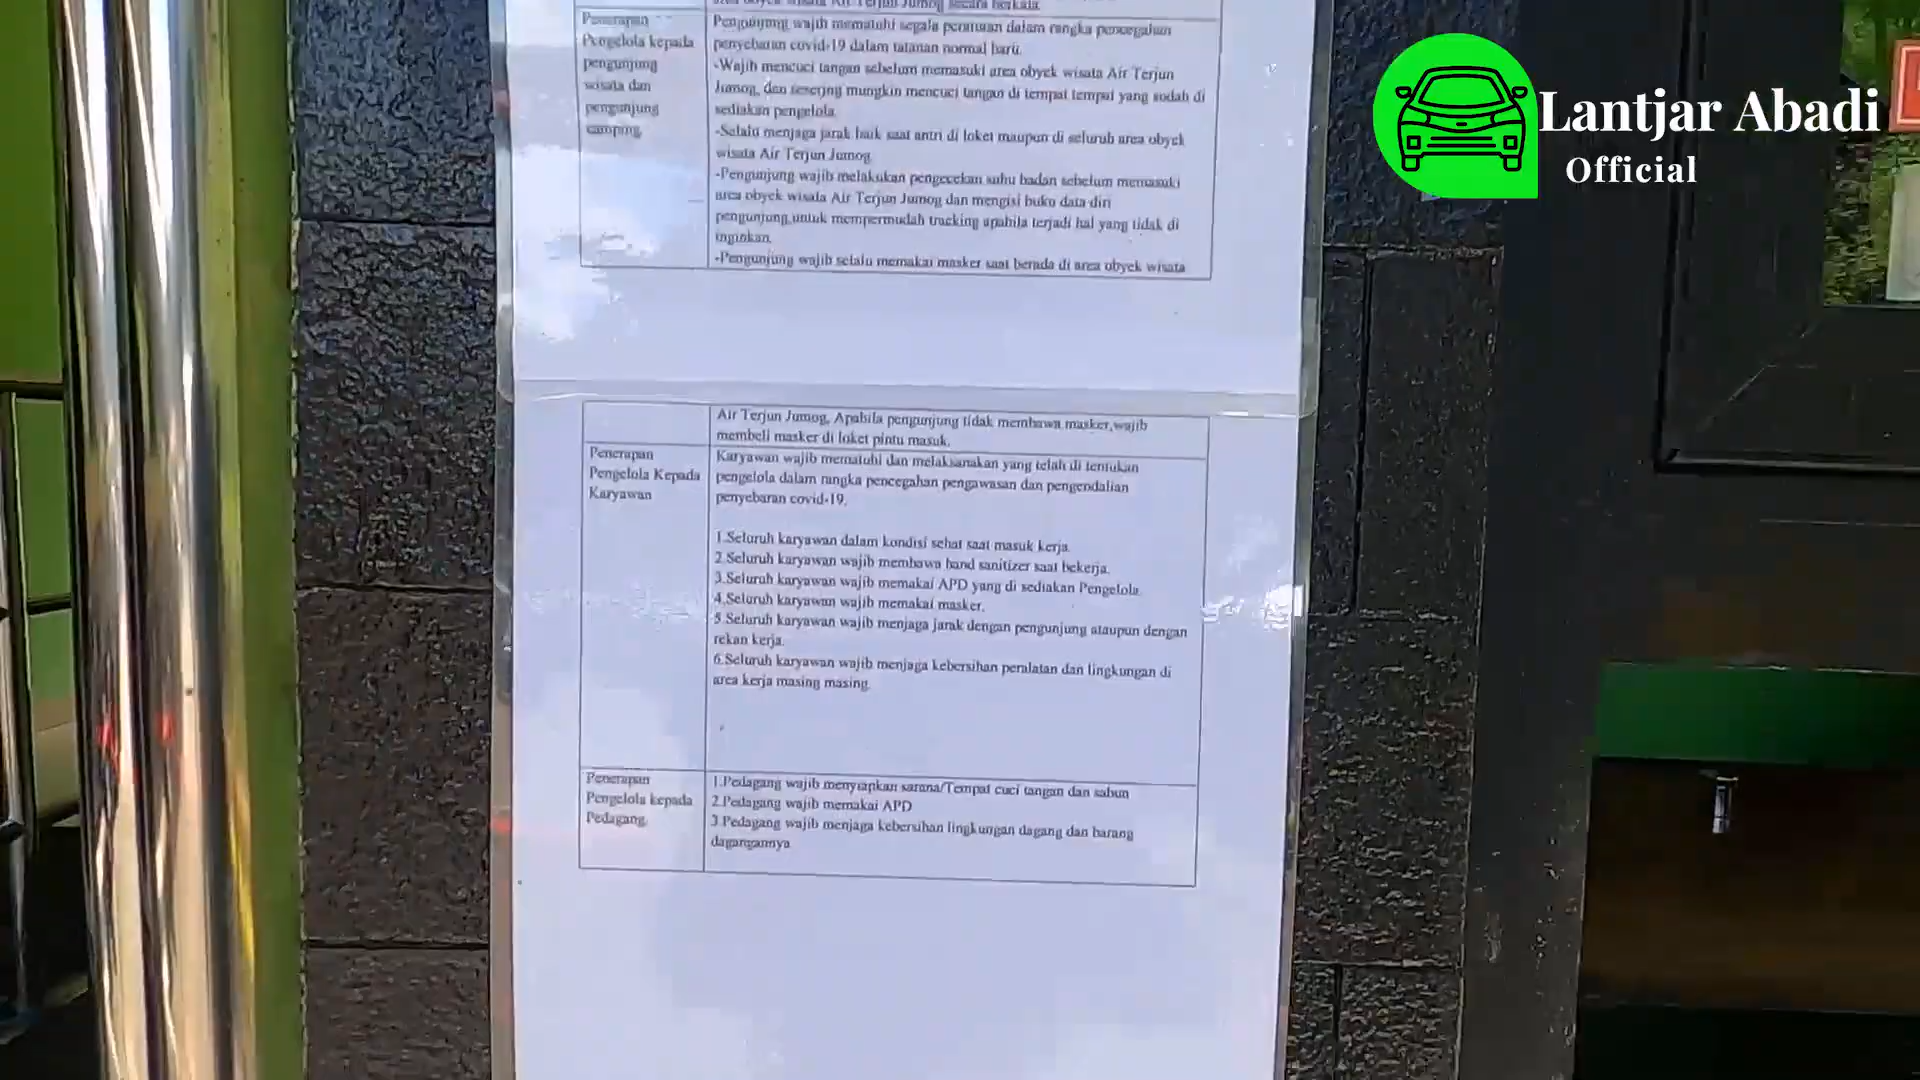 area obyek wisata Air Terjun Jumog secara berkala.
Penerapan
Pengelola kepada
pengunjung
wisata dan
pengunjung
camping.
Pengunjung wajib mematuhi segala peraturan dalam rangka pencegahan
penyebaran covid-19 dalam tatanan normal baru.
-Wajib mencuci tangan sebelum memasuki area obyek wisata Air Terjun
Jumog, dan sesering mungkin mencuci tangan di tempat tempat yang sudah di
sediakan pengelola.
-Selalu menjaga jarak baik saat antri di loket maupun di seluruh area obyek
wisata Air Terjun Jumog
-Pengunjung wajib melakukan pengecekan suhu badan sebelum memasuki
area obyek wisata Air Terjun Jumog dan mengisi buku data diri
pengunjung,untuk mempermudah tracking apabila terjadi hal yang tidak di
inginkan.
-Pengunjung wajib selalu memakai masker saat berada di area obyek wisata
Air Terjun Jumog, Apabila pengunjung tidak membawa masker,wajib
membeli masker di loket pintu masuk.
Penerapan
Pengelola Kepada
Karyawan
Karyawan wajib mematuhi dan melaksanakan yang telah di tentukan
pengelola dalam rangka pencegahan pengawasan dan pengendalian
penyebaran covid-19.
1.Seluruh karyawan dalam kondisi sehat saat masuk kerja.
2.Seluruh karyawan wajib membawa hand sanitizer saat bekerja.
3.Seluruh karyawan wajib memakai APD yang di sediakan Pengelola
4.Seluruh karyawan wajib memakai masker.
5.Seluruh karyawan wajib menjaga jarak dengan pengunjung ataupun dengan
rekan kerja.
6.Seluruh karyawan wajib menjaga kebersihan peralatan dan lingkungan di
area kerja masing masing.
Penerapan
Pengelola kepada
Pedagang.
1.Pedagang wajib menyiapkan sarana/Tempat cuci tangan dan sabun
2.Pedagang wajib memakai APD
3.Pedagang wajib menjaga kebersihan lingkungan dagang dan barang
dagangannya
Lantjar Abadi
Official